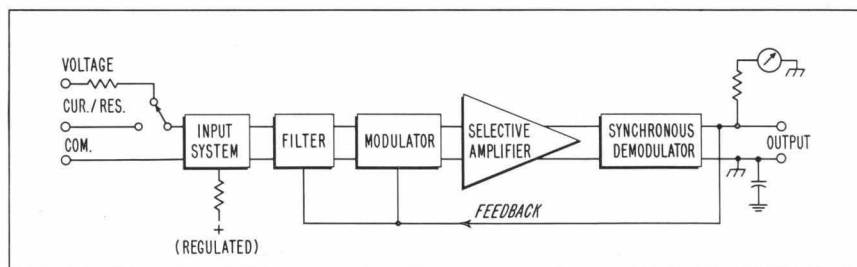 VOLTAGE
CUR./RES.
COM.
INPUT
SYSTEM
+
(REGULATED)
FILTER
MODULATOR
SELECTIVE
AMPLIFIER
SYNCHRONOUS
DEMODULATOR
OUTPUT
FEEDBACK